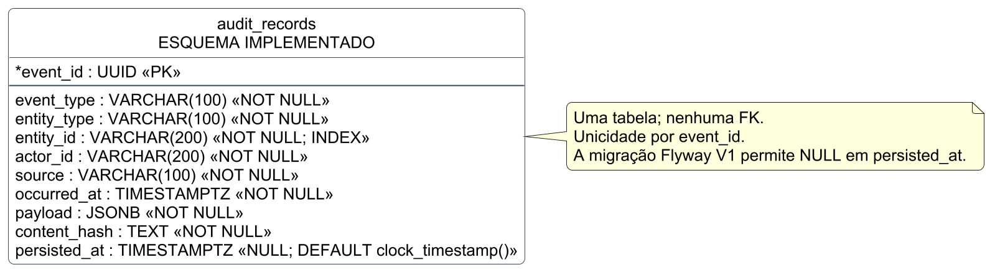 audit_records
ESQUEMA IMPLEMENTADO
*event_id : UUID «PK»
event_type : VARCHAR(100) «NOT NULL»
entity_type : VARCHAR(100) «NOT NULL»
entity_id : VARCHAR(200) «NOT NULL; INDEX»
actor_id : VARCHAR(200) «NOT NULL»
source : VARCHAR(100) «NOT NULL»
occurred_at : TIMESTAMPTZ «NOT NULL»
payload : JSONB «NOT NULL»
content_hash : TEXT «NOT NULL»
persisted_at : TIMESTAMPTZ «NULL; DEFAULT clock_timestamp()»
Uma tabela; nenhuma FK.
Unicidade por event_id.
A migração Flyway V1 permite NULL em persisted_at.